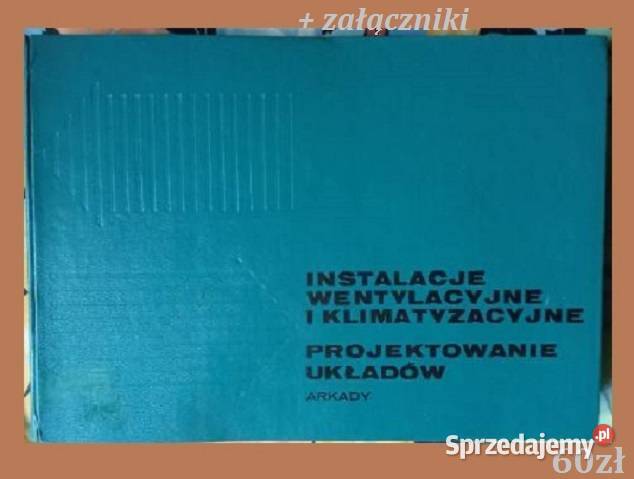 + załączniki
INSTALACJE
WENTYLACYJNE
I KLIMATYZACYJNE
PROJEKTOWANIE
UKŁADÓW
ARKADY
Sprzedajemy.pl
60zł